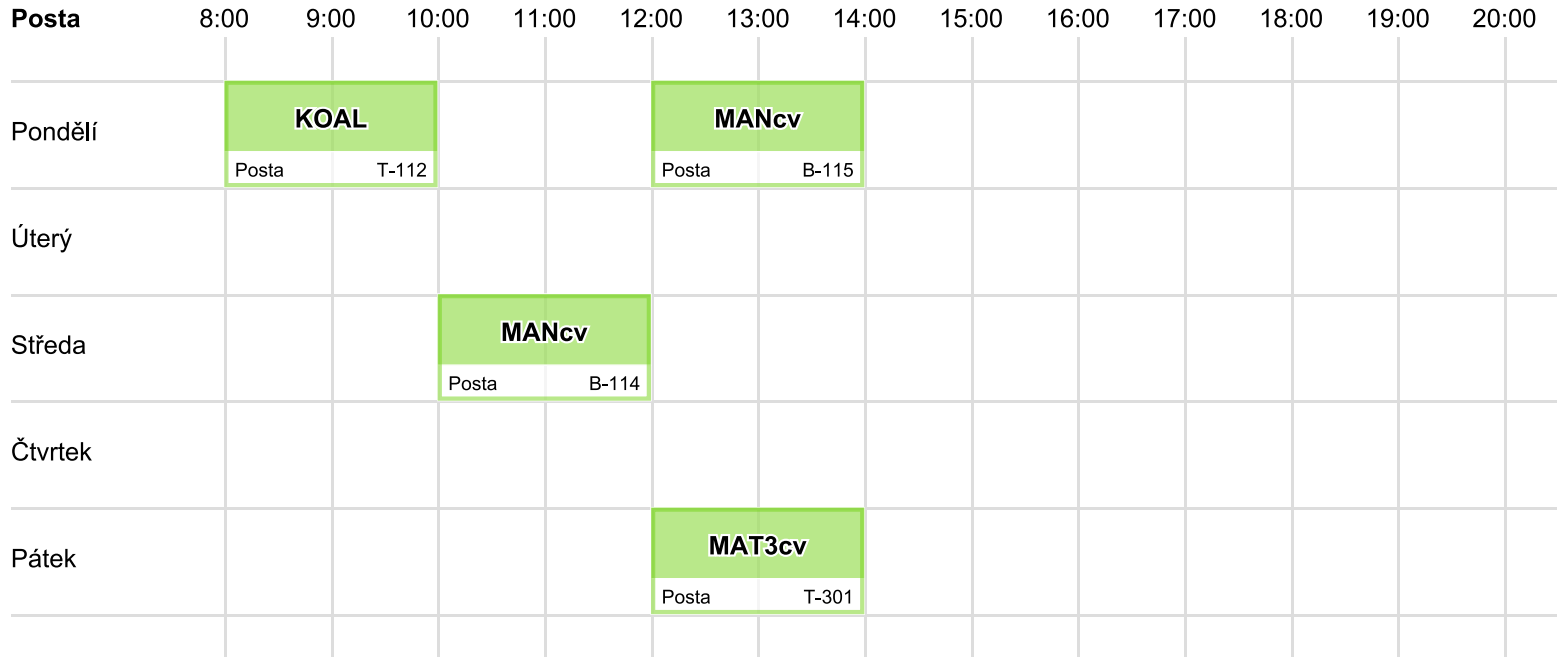 Posta 8:00 9:00 10:00 11:00 12:00 13:00 14:00 15:00 16:00 17:00 18:00 19:00 20:00
Pondělí
KOAL
Posta T-112
MANcv
Posta B-115
Úterý
Středa
MANcv
Posta B-114
Čtvrtek
Pátek
MAT3cv
Posta T-301